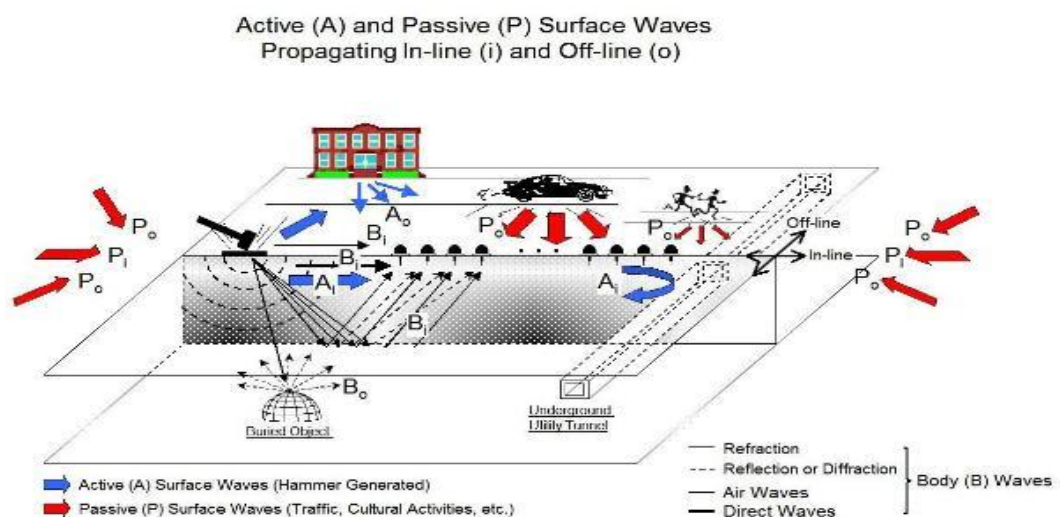 Active (A) and Passive (P) Surface Waves
Propagating In-line (i) and Off-line (o)
Ao
Po
Po
Po
Off-line
Po
Bi
Pi
Pi
In-line
Bi
Po
Ai
Ai
Po
Bi
Bo
Buried Object
Underground
Utility Tunnel
Refraction
Reflection or Diffraction
Active (A) Surface Waves (Hammer Generated)
Air Waves
Body (B) Waves
Passive (P) Surface Waves (Traffic, Cultural Activities, etc.)
Direct Waves